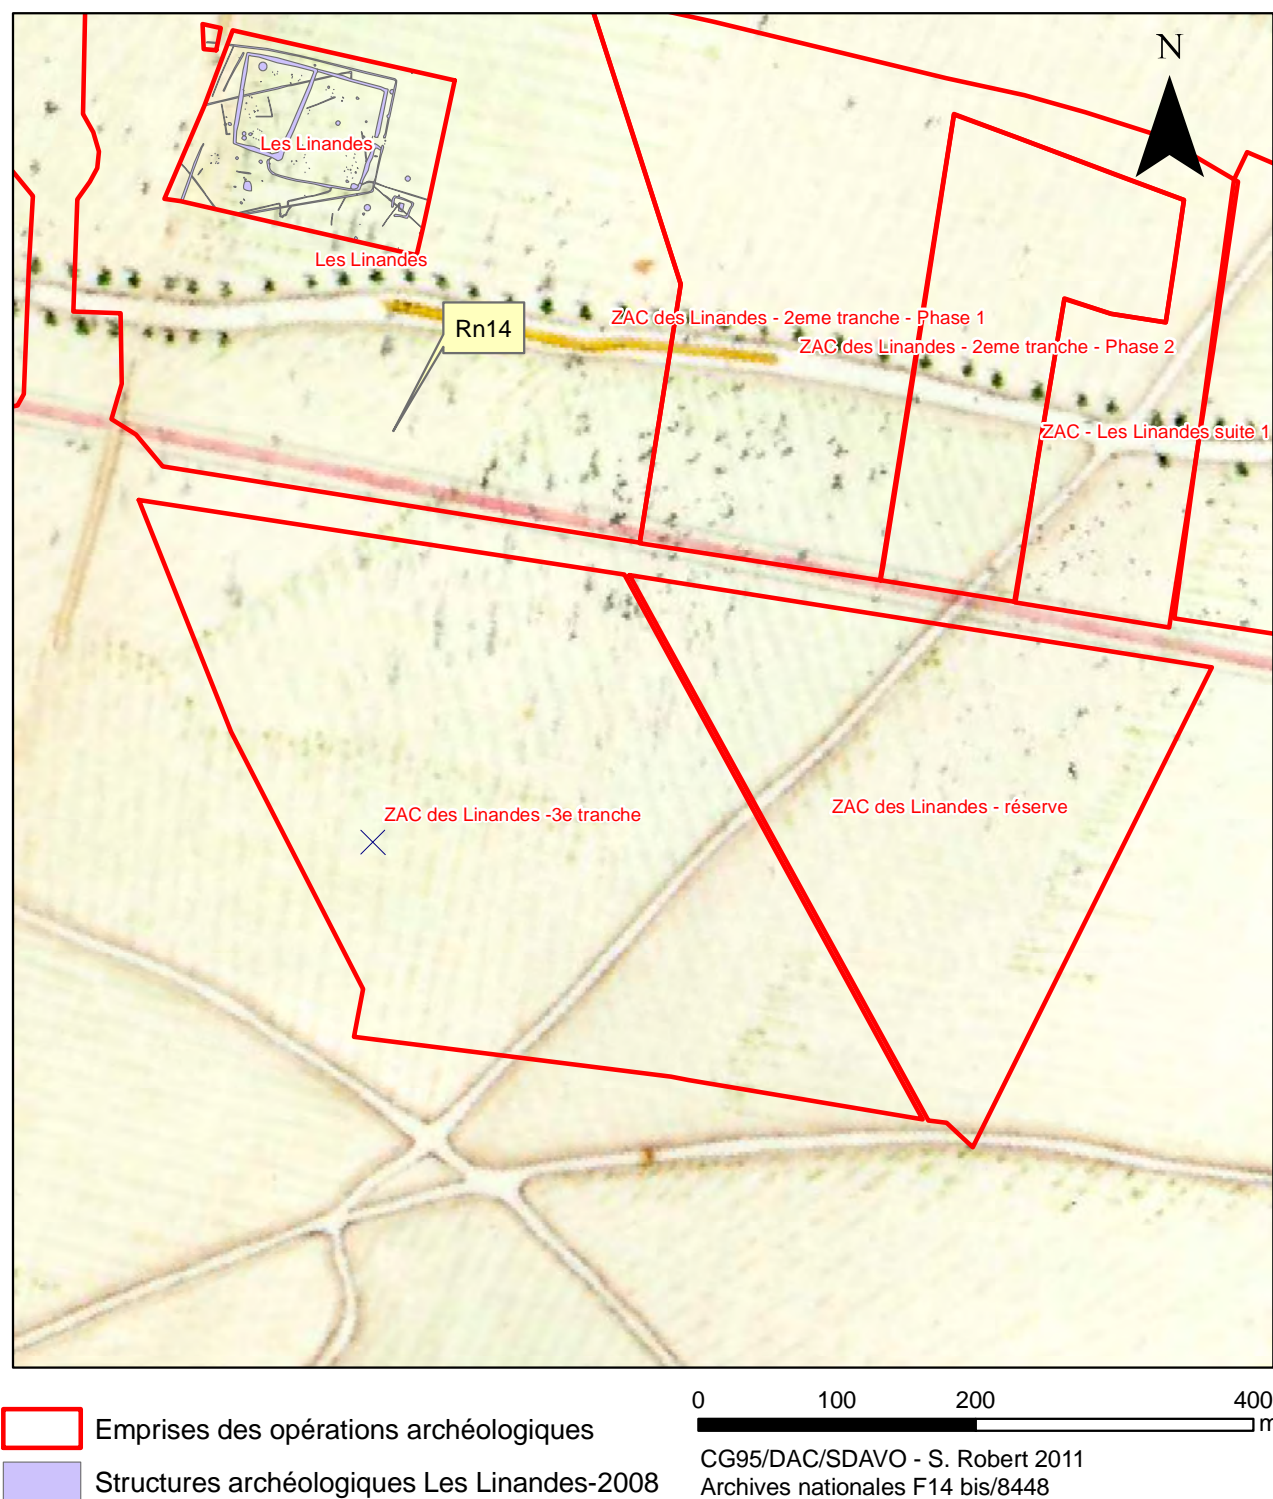 N
Les Linandes
Les Linandes
Rn14
ZAC des Linandes - 2eme tranche - Phase 1
ZAC des Linandes - 2eme tranche - Phase 2
ZAC - Les Linandes suite 1
ZAC des Linandes -3e tranche
ZAC des Linandes - réserve
0 100 200 400
m
Emprises des opérations archéologiques
Structures archéologiques Les Linandes-2008
CG95/DAC/SDAVO - S. Robert 2011
Archives nationales F14 bis/8448